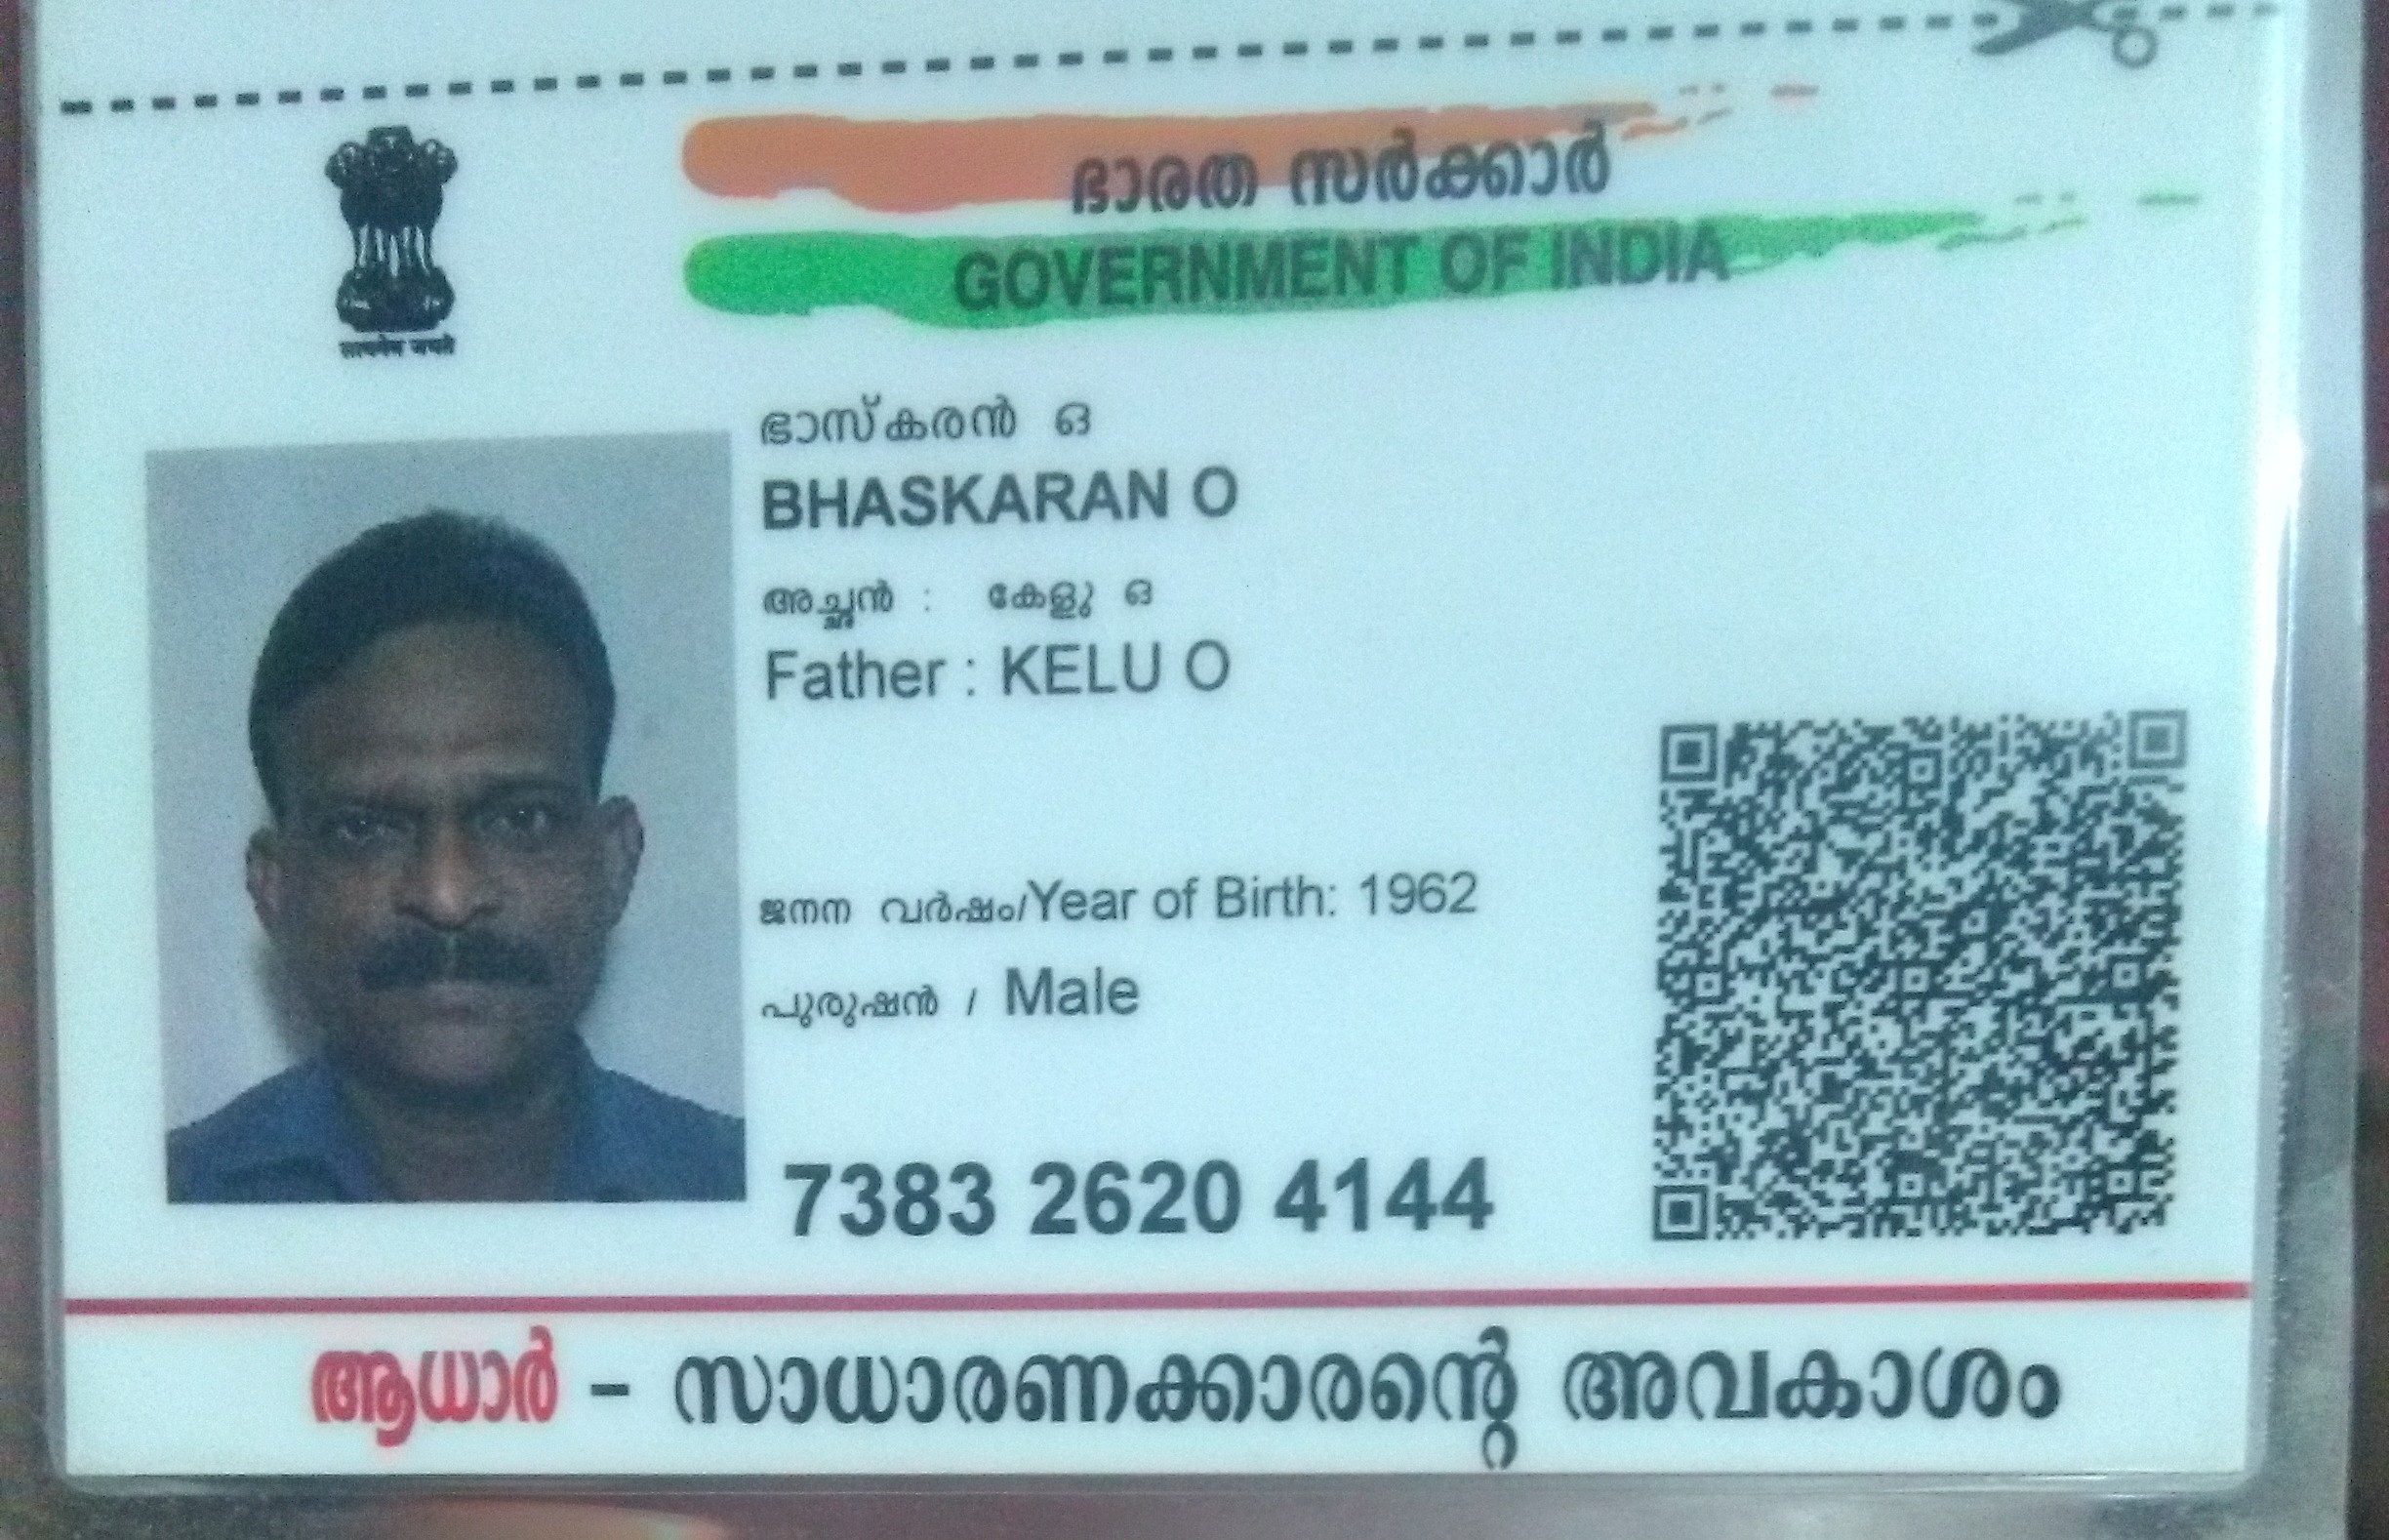 ഭാരത സർക്കാർ
GOVERNMENT OF INDIA
सत्यमेव जयते
ഭാസ്കരൻ ഒ
BHASKARAN O
അച്ഛൻ : കേളു ഒ
Father : KELU O
ജനന വർഷം/Year of Birth: 1962
പുരുഷൻ / Male
7383 2620 4144
ആധാർ - സാധാരണക്കാരന്റെ അവകാശം